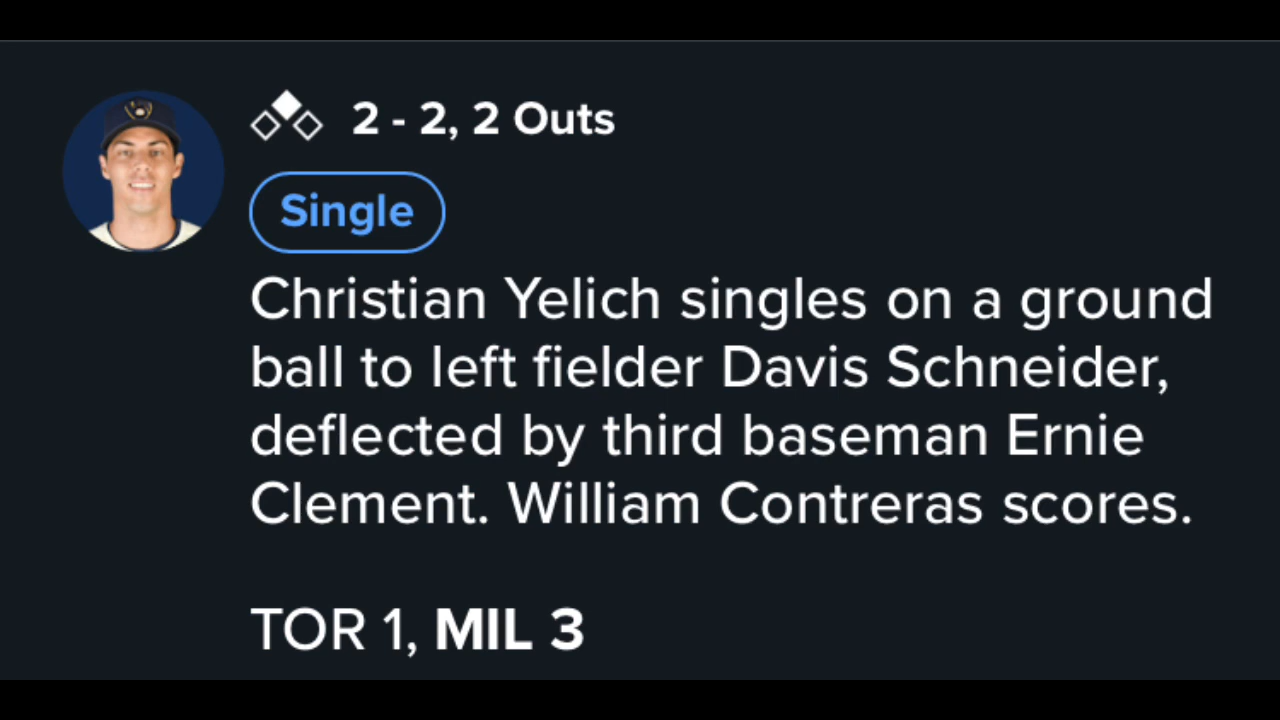 2 - 2, 2 Outs
Single
Christian Yelich singles on a ground
ball to left fielder Davis Schneider,
deflected by third baseman Ernie
Clement. William Contreras scores.
TOR 1, MIL 3